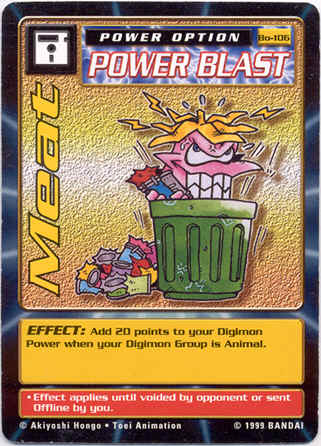 POWER OPTION
Bo-106
POWER BLAST
Meat
EFFECT: Add 20 points to your Digimon
Power when your Digimon Group is Animal.
• Effect applies until voided by opponent or sent
Offline by you.
© Akiyoshi Hongo • Toei Animation © 1999 BANDAI